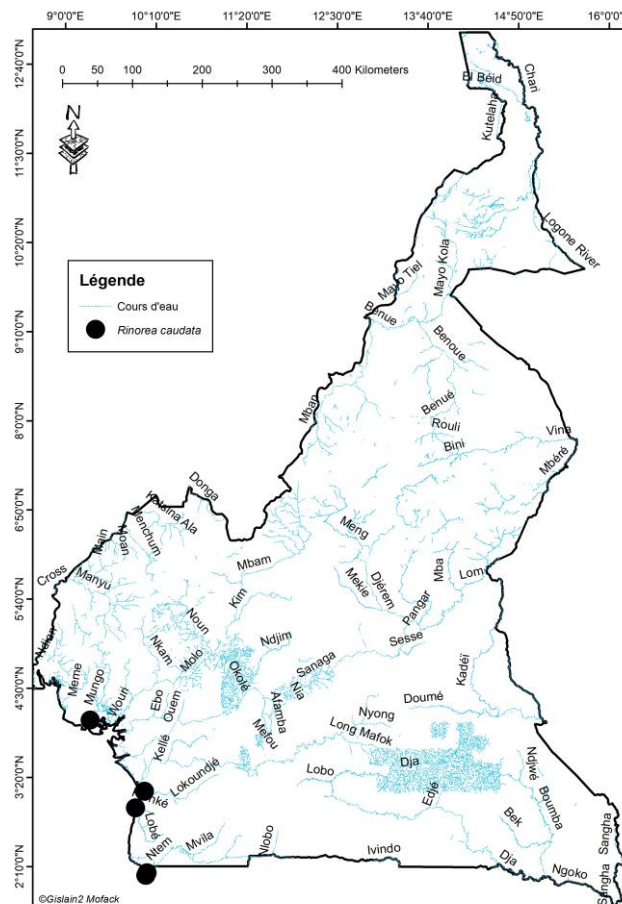 9°0'0"E 10°10'0"E 11°20'0"E 12°30'0"E 13°40'0"E 14°50'0"E 16°0'0"E
12°40'0"N
11°30'0"N
10°20'0"N
9°10'0"N
8°0'0"N
6°50'0"N
5°40'0"N
4°30'0"N
3°20'0"N
2°10'0"N
0 50 100 200 300 400 Kilometers
N
Légende
Cours d'eau
Rinorea caudata
El Béid
Chari
Kutelaha
Logone River
Mayo Kola
Mayo Tiel
Benue
Benoue
Mban
Benué
Rouli
Bini
Vina
Mbéré
Donga
Katsina Ala
Menchum
Main
Cross
Manyu
Meng
Mbam
Mekie
Djérem
Pangar
Mba
Lom
Kim
Noun
Ndjim
Sesse
Ndian
Nkam
Molo
Okolé
Sanaga
Nia
Kadéï
Meme
Mungo
Wouri
Ebo
Ouem
Afamba
Mefou
Doumé
Nyong
Long Mafok
Kellé
Lokoundjé
Lobo
Dja
Edjé
Ndiwé
Boumba
Bek
Lobé
Ntem
Mvila
Nlobo
Ivindo
Dja
Ngoko
Sangha
Sangha
©Gislain2 Mofack